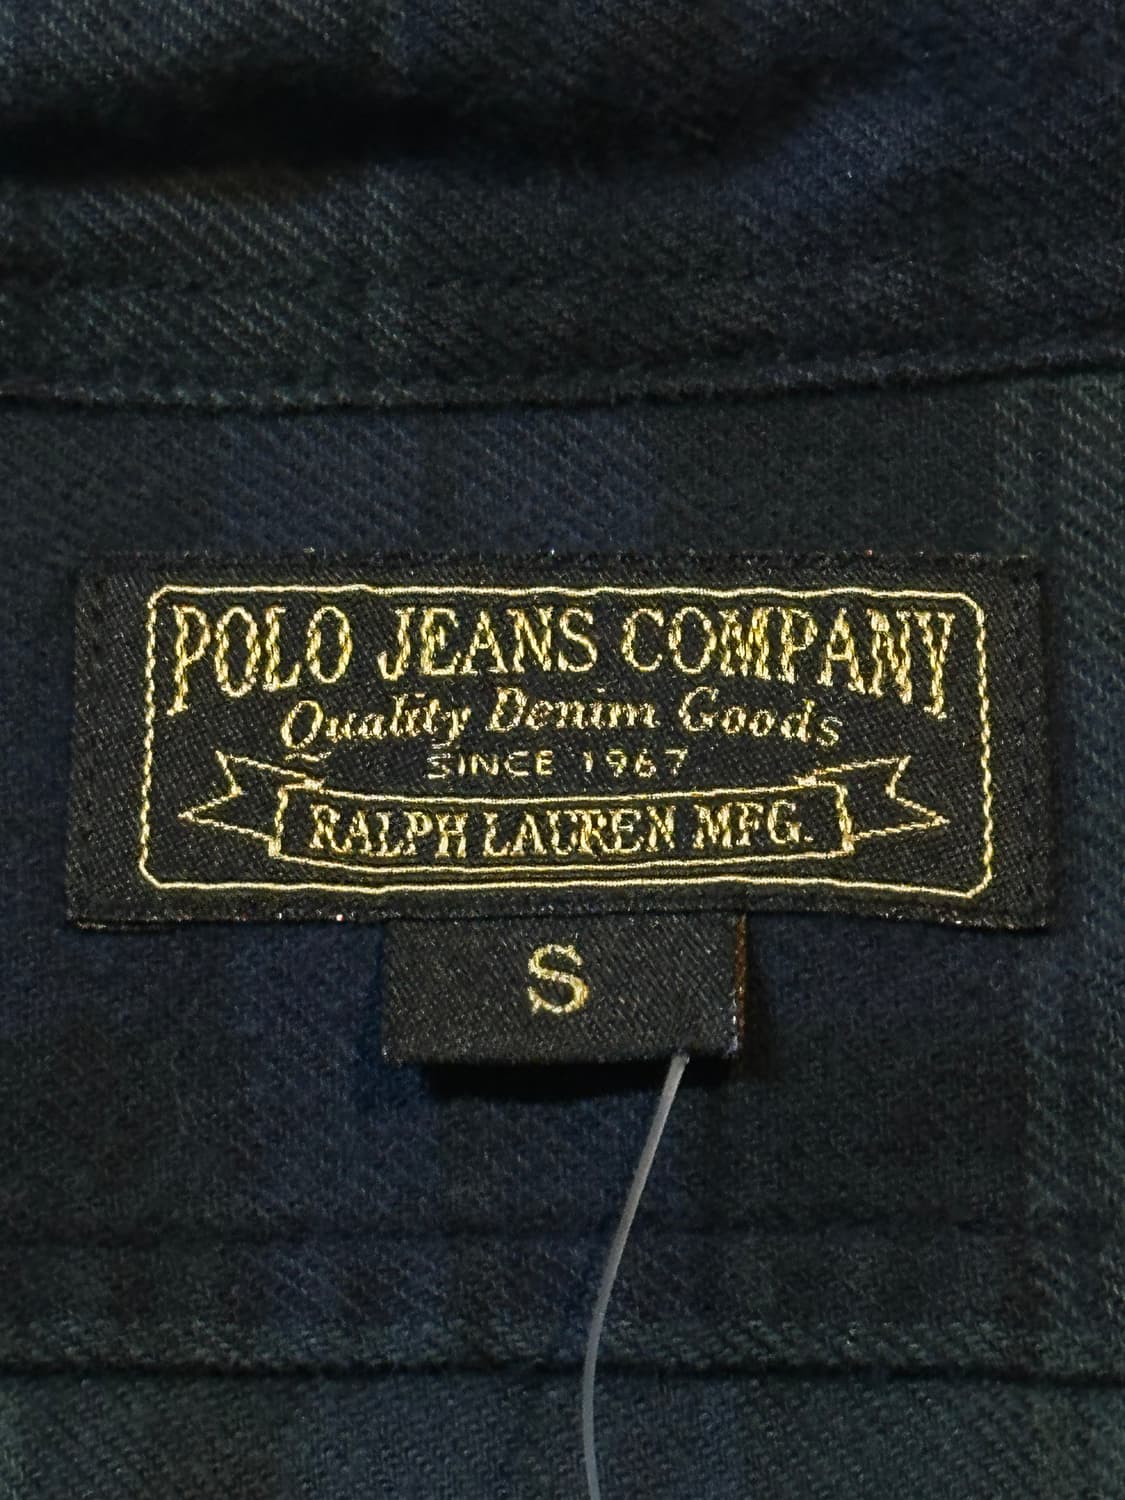 POLO JEANS COMPANY
Quality Denim Goods
SINCE 1967
RALPH LAUREN MFG.
S